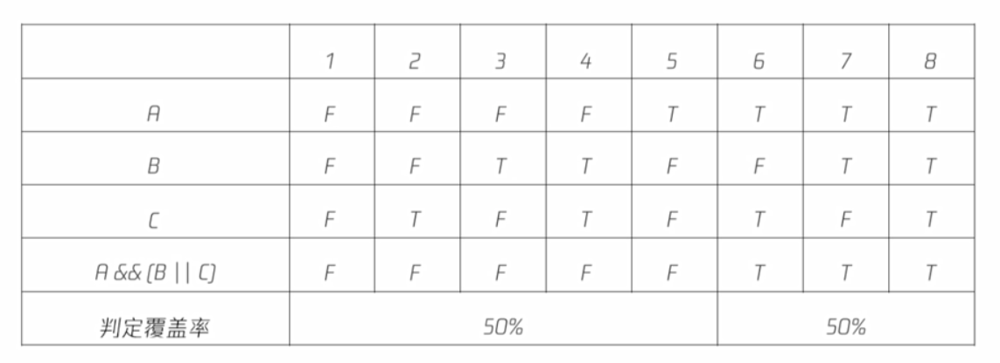 1 2 3 4 5 6 7 8
A F F F F T T T T
B F F T T F F T T
C F T F T F T F T
A && (B || C) F F F F F T T T
判定覆盖率 50% 50%